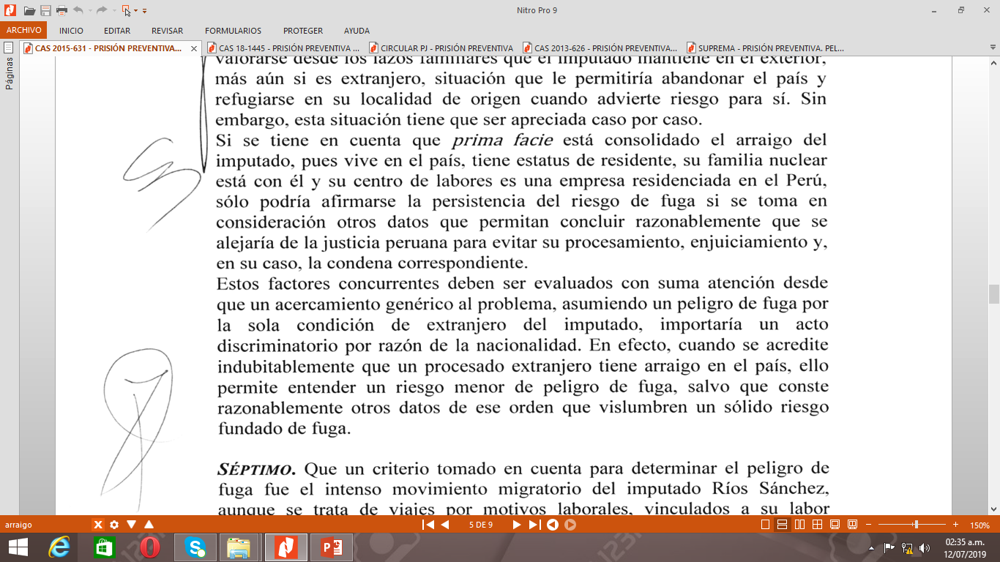 Nitro Pro 9
ARCHIVO INICIO EDITAR REVISAR FORMULARIOS PROTEGER AYUDA
CAS 2015-631 - PRISIÓN PREVENTIVA... CAS 18-1445 - PRISIÓN PREVENTIVA ... CIRCULAR PJ - PRISIÓN PREVENTIVA CAS 2013-626 - PRISIÓN PREVENTIVA... SUPREMA - PRISIÓN PREVENTIVA. PEL...
Páginas
valorarse desde los lazos familiares que el imputado mantiene en el exterior,
más aún si es extranjero, situación que le permitiría abandonar el país y
refugiarse en su localidad de origen cuando advierte riesgo para sí. Sin
embargo, esta situación tiene que ser apreciada caso por caso.
Si se tiene en cuenta que prima facie está consolidado el arraigo del
imputado, pues vive en el país, tiene estatus de residente, su familia nuclear
está con él y su centro de labores es una empresa residenciada en el Perú,
sólo podría afirmarse la persistencia del riesgo de fuga si se toma en
consideración otros datos que permitan concluir razonablemente que se
alejaría de la justicia peruana para evitar su procesamiento, enjuiciamiento y,
en su caso, la condena correspondiente.
Estos factores concurrentes deben ser evaluados con suma atención desde
que un acercamiento genérico al problema, asumiendo un peligro de fuga por
la sola condición de extranjero del imputado, importaría un acto
discriminatorio por razón de la nacionalidad. En efecto, cuando se acredite
indubitablemente que un procesado extranjero tiene arraigo en el país, ello
permite entender un riesgo menor de peligro de fuga, salvo que conste
razonablemente otros datos de ese orden que vislumbren un sólido riesgo
fundado de fuga.
SÉPTIMO. Que un criterio tomado en cuenta para determinar el peligro de
fuga fue el intenso movimiento migratorio del imputado Ríos Sánchez,
aunque se trata de viajes por motivos laborales, vinculados a su labor
arraigo 5 DE 9 150%
02:35 a.m.
12/07/2019